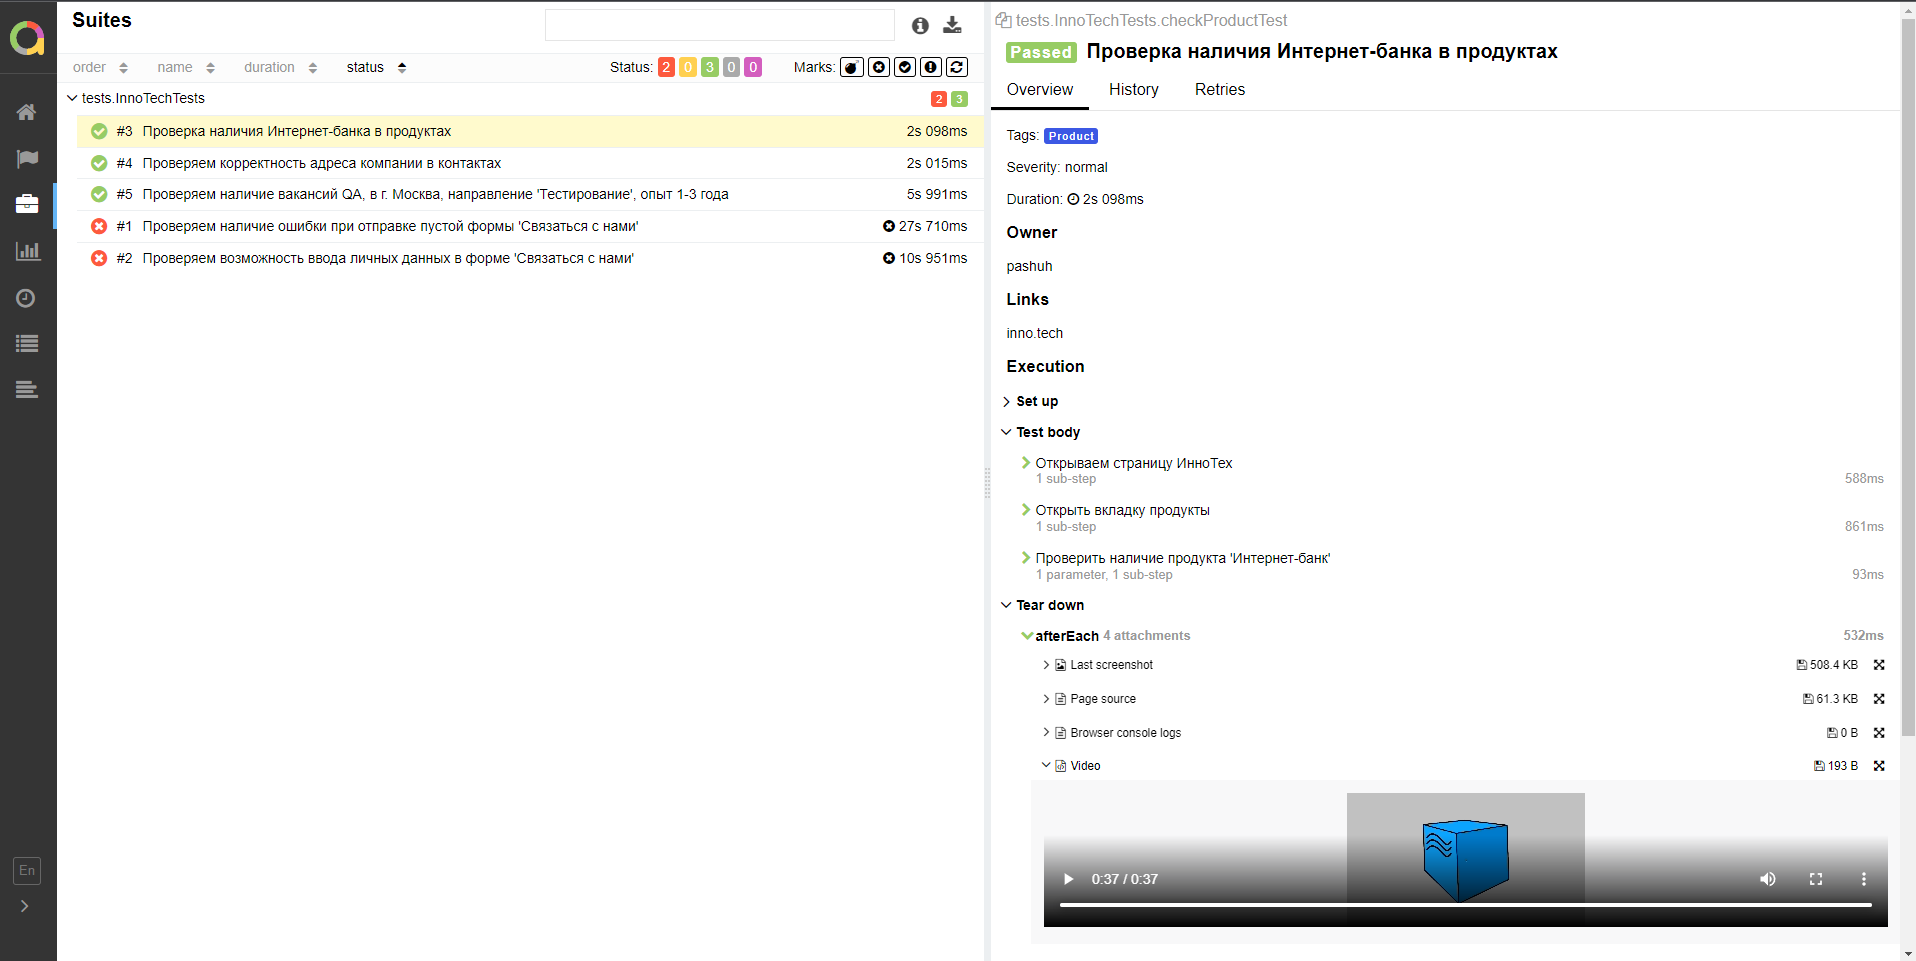 Suites
order name duration status Status: 2 0 3 0 0 Marks:
tests.InnoTechTests 2 3
#3 Проверка наличия Интернет-банка в продуктах 2s 098ms
#4 Проверяем корректность адреса компании в контактах 2s 015ms
#5 Проверяем наличие вакансий QA, в г. Москва, направление 'Тестирование', опыт 1-3 года 5s 991ms
#1 Проверяем наличие ошибки при отправке пустой формы 'Связаться с нами' 27s 710ms
#2 Проверяем возможность ввода личных данных в форме 'Связаться с нами' 10s 951ms
En
tests.InnoTechTests.checkProductTest
Passed Проверка наличия Интернет-банка в продуктах
Overview History Retries
Tags: Product
Severity: normal
Duration: 2s 098ms
Owner
pashuh
Links
inno.tech
Execution
Set up
Test body
Открываем страницу ИнноТех
1 sub-step 588ms
Открыть вкладку продукты
1 sub-step 861ms
Проверить наличие продукта 'Интернет-банк'
1 parameter, 1 sub-step 93ms
Tear down
afterEach 4 attachments 532ms
Last screenshot 508.4 KB
Page source 61.3 KB
Browser console logs 0 B
Video 193 B
0:37 / 0:37